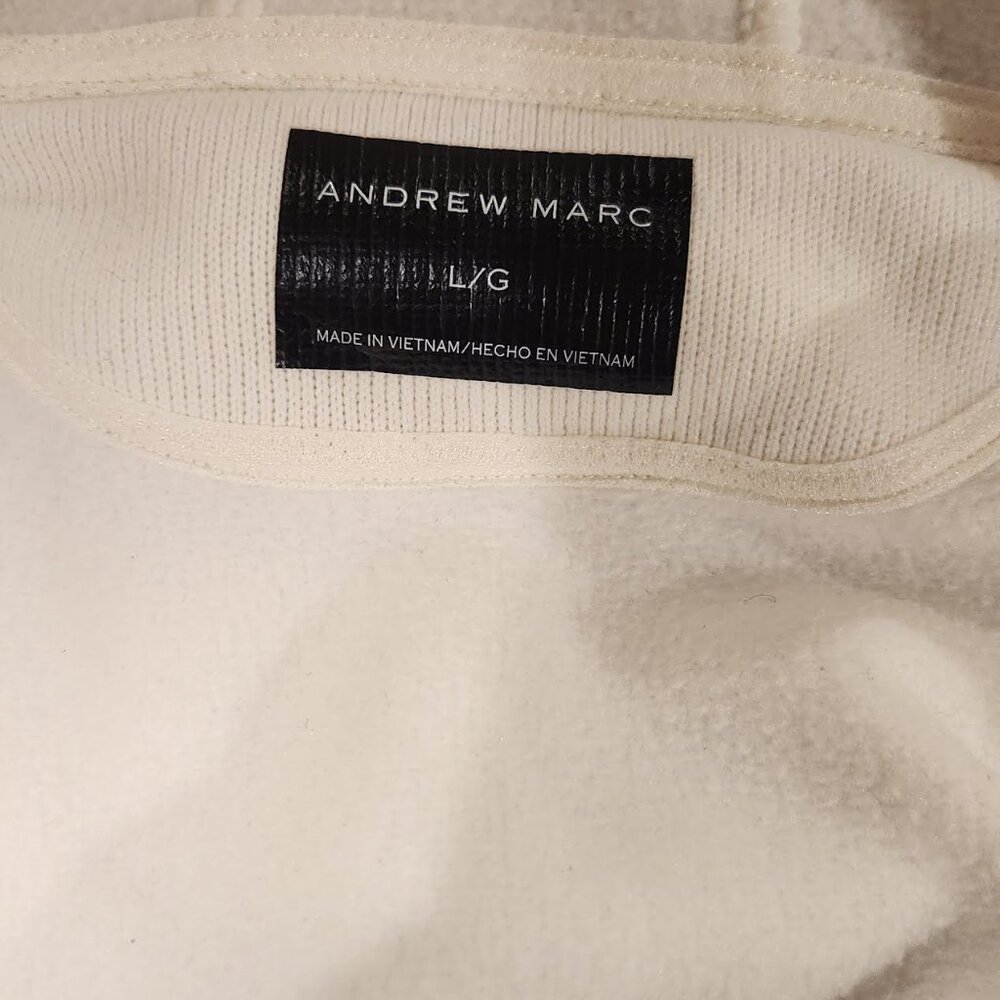 ANDREW MARC
L/G
MADE IN VIETNAM/HECHO EN VIETNAM